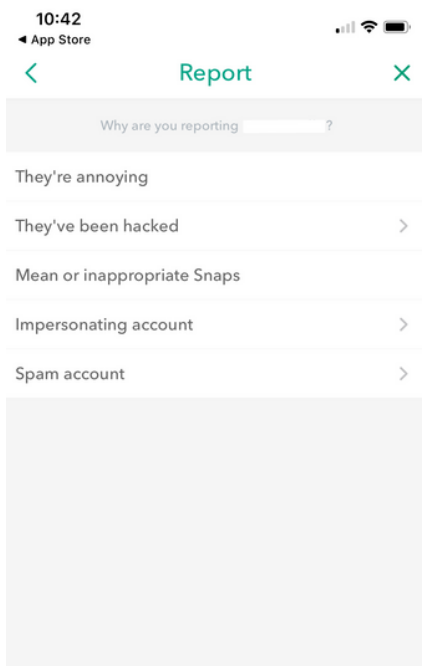 10:42
◀ App Store
Report
Why are you reporting ?
They're annoying
They've been hacked
Mean or inappropriate Snaps
Impersonating account
Spam account